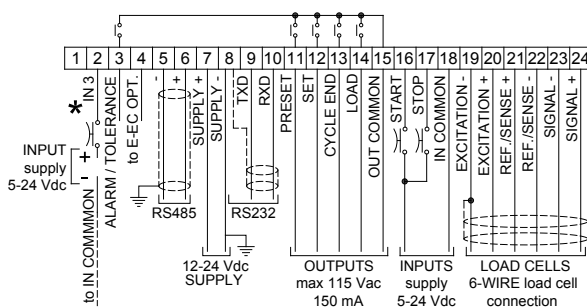 1 2 3 4 5 6 7 8 9 10 11 12 13 14 15 16 17 18 19 20 21 22 23 24
*
IN 3
ALARM / TOLERANCE
to E-EC OPT.
-
+
-
SUPPLY +
SUPPLY -
TXD
RXD
PRESET
SET
CYCLE END
LOAD
OUT COMMON
START
STOP
IN COMMON
EXCITATION -
EXCITATION +
REF./SENSE +
REF./SENSE -
SIGNAL -
SIGNAL +
INPUT
supply
5-24 Vdc
+
-
to IN COMMMON
RS485
RS232
12-24 Vdc
SUPPLY
OUTPUTS
max 115 Vac
150 mA
INPUTS
supply
5-24 Vdc
LOAD CELLS
6-WIRE load cell
connection